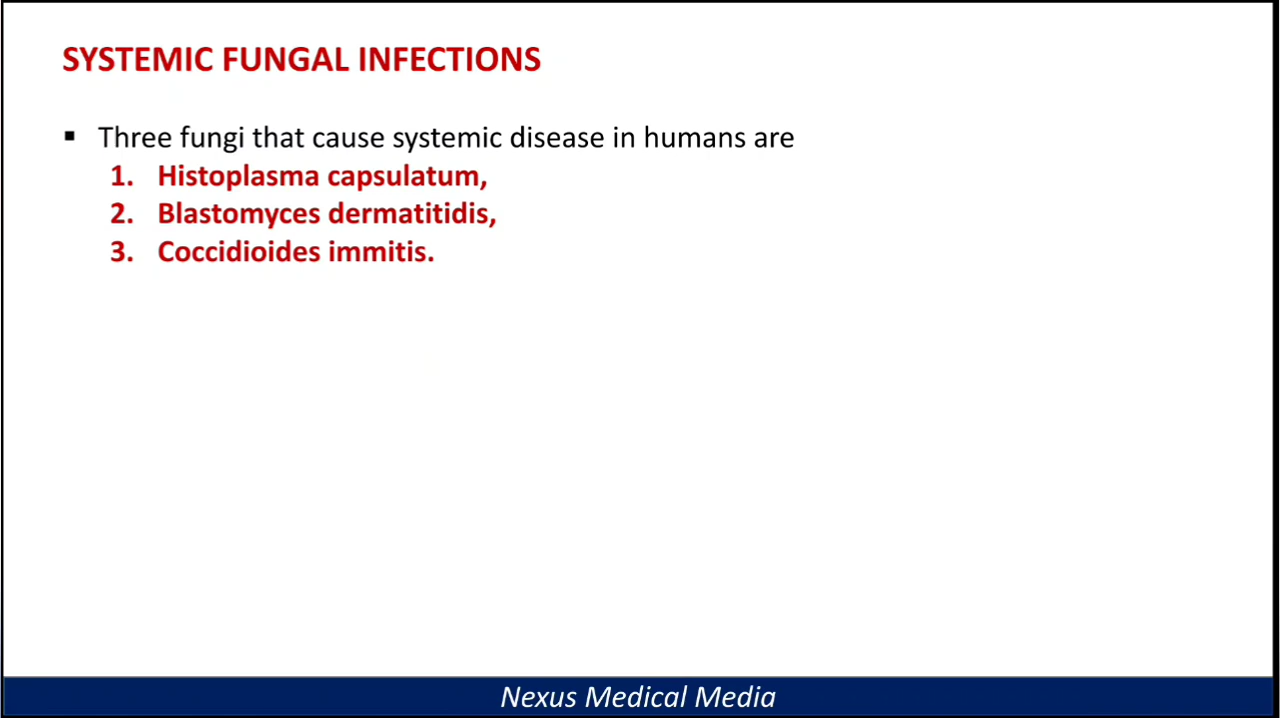 SYSTEMIC FUNGAL INFECTIONS
▪ Three fungi that cause systemic disease in humans are
1. Histoplasma capsulatum,
2. Blastomyces dermatitidis,
3. Coccidioides immitis.
Nexus Medical Media